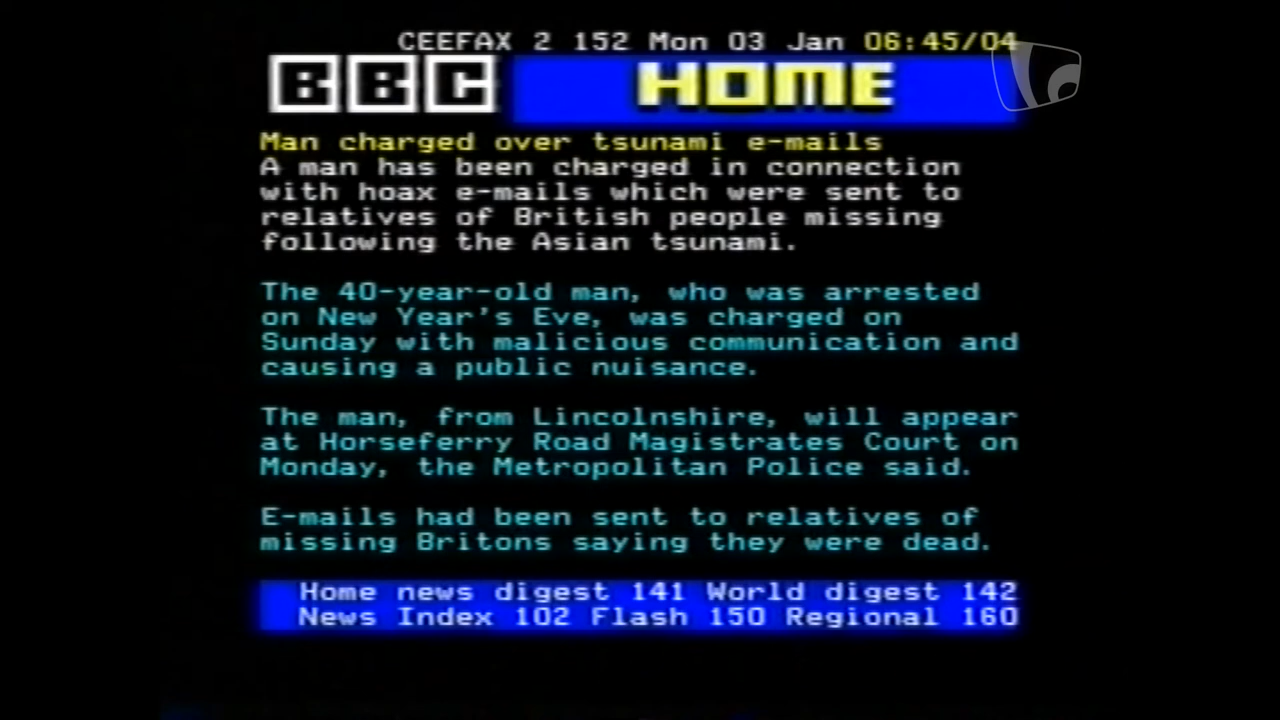 CEEFAX 2 152 Mon 03 Jan 06:45/04
BBC HOME
Man charged over tsunami e-mails
A man has been charged in connection
with hoax e-mails which were sent to
relatives of British people missing
following the Asian tsunami.
The 40-year-old man, who was arrested
on New Year's Eve, was charged on
Sunday with malicious communication and
causing a public nuisance.
The man, from Lincolnshire, will appear
at Horseferry Road Magistrates Court on
Monday, the Metropolitan Police said.
E-mails had been sent to relatives of
missing Britons saying they were dead.
Home news digest 141 World digest 142
News Index 102 Flash 150 Regional 160